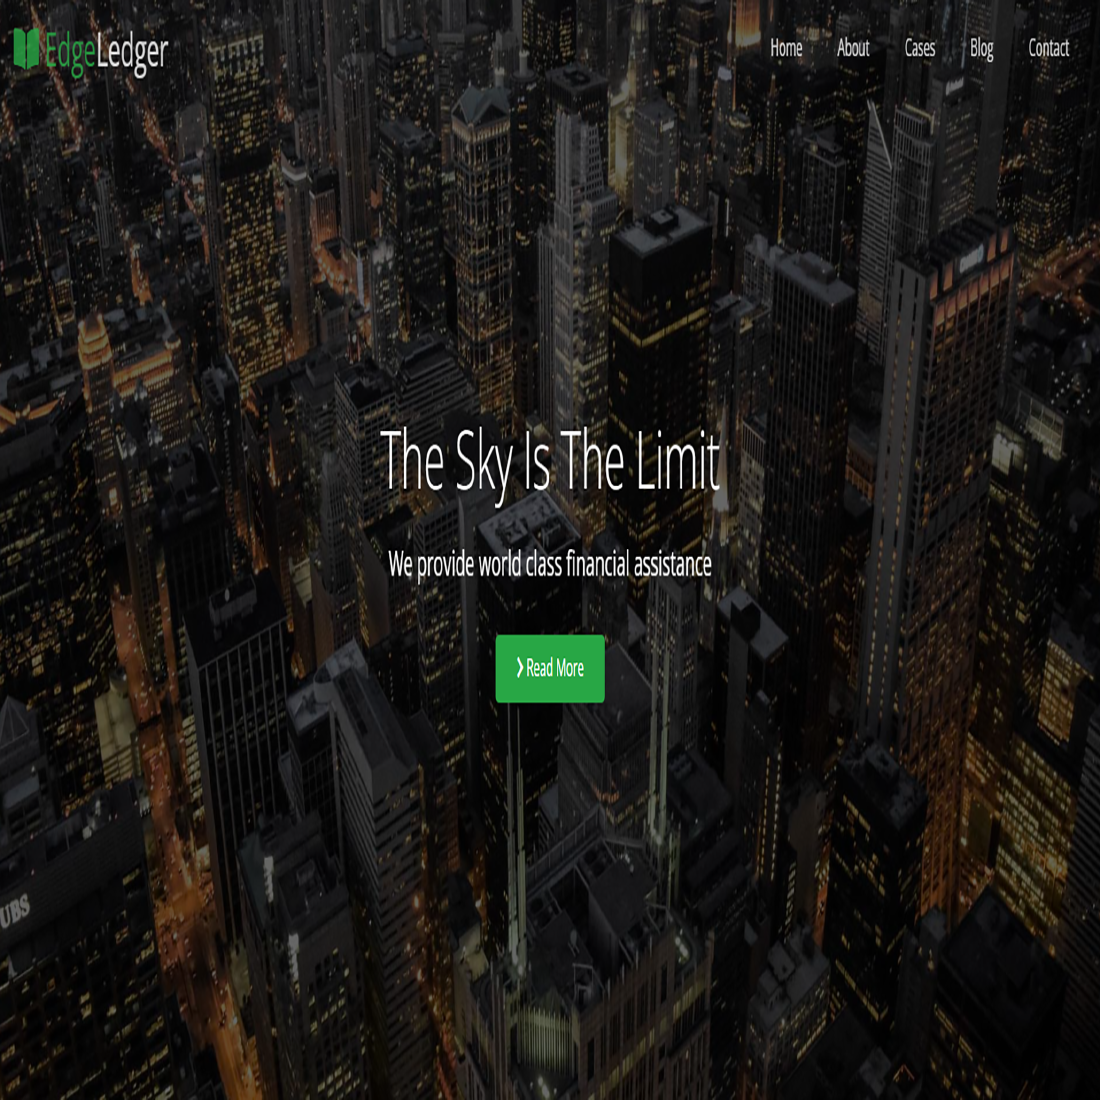 EdgeLedger
Home About Cases Blog Contact
The Sky Is The Limit
We provide world class financial assistance
Read More
UBS